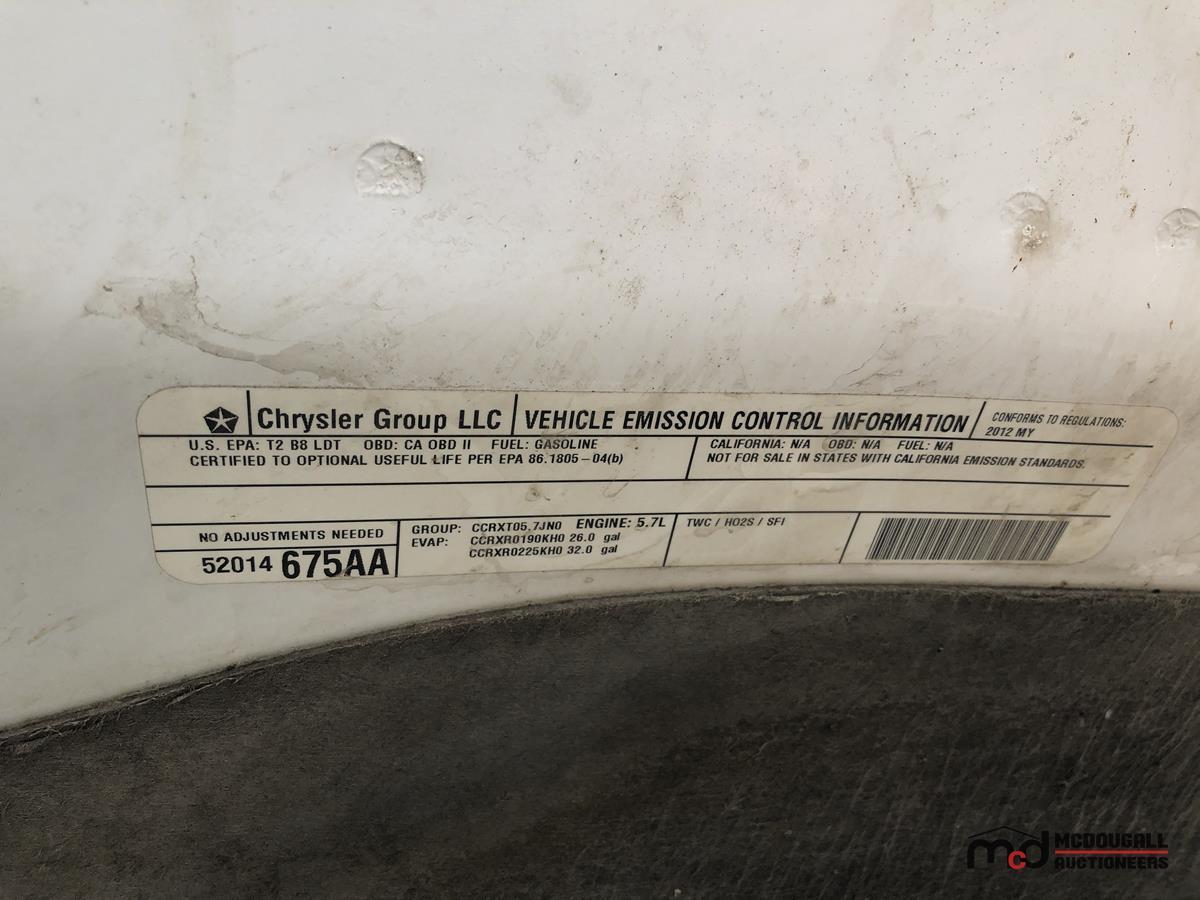 Chrysler Group LLC
VEHICLE EMISSION CONTROL INFORMATION
CONFORMS TO REGULATIONS:
2012 MY
U.S. EPA: T2 B8 LDT OBD: CA OBD II FUEL: GASOLINE
CERTIFIED TO OPTIONAL USEFUL LIFE PER EPA 86.1805-04(b)
CALIFORNIA: N/A OBD: N/A FUEL: N/A
NOT FOR SALE IN STATES WITH CALIFORNIA EMISSION STANDARDS.
NO ADJUSTMENTS NEEDED
52014 675AA
GROUP: CCRXT05.7JN0 ENGINE: 5.7L
EVAP: CCRXR0190KH0 26.0 gal
CCRXR0225KH0 32.0 gal
TWC / HO2S / SFI
mcd MCDOUGALL
AUCTIONEERS